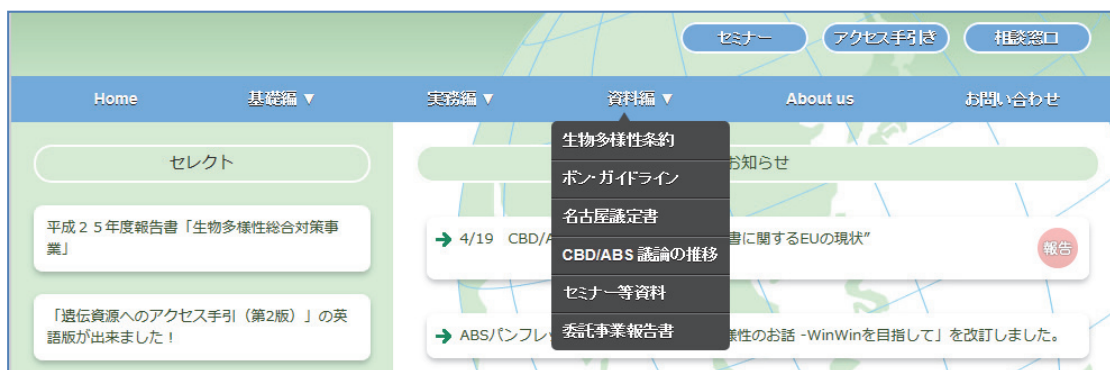 セミナー アクセス手引き 相談窓口
Home 基礎編 ▼ 実務編 ▼ 資料編 ▼ About us お問い合わせ
生物多様性条約
ボン・ガイドライン
名古屋議定書
CBD/ABS 議論の推移
セミナー等資料
委託事業報告書
セレクト
平成25年度報告書「生物多様性総合対策事
業」
「遺伝資源へのアクセス手引（第2版）」の英
語版が出来ました！
お知らせ
→ 4/19 CBD/A 書に関するEUの現状” 報告
→ ABSパンフレッ 様性のお話 -WinWinを目指して」を改訂しました。